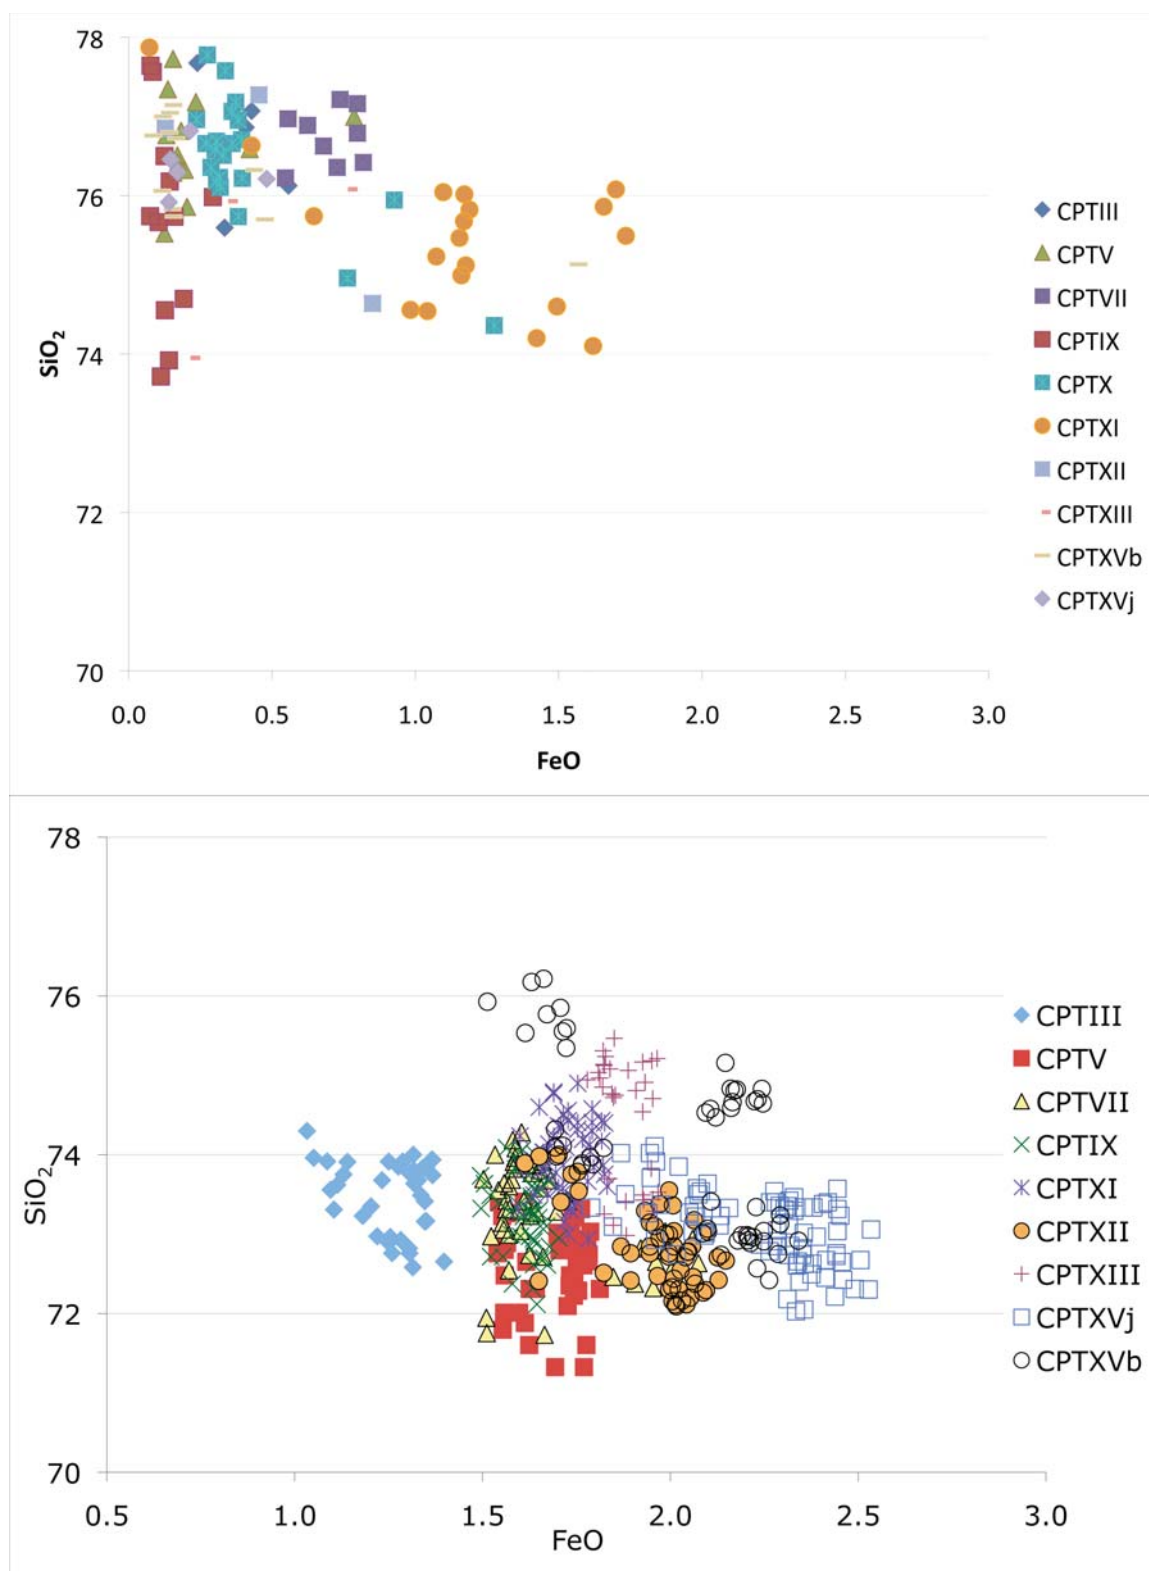 78
76
74
72
70
SiO₂
0.0 0.5 1.0 1.5 2.0 2.5 3.0
FeO
CPTIII
CPTV
CPTVII
CPTIX
CPTX
CPTXI
CPTXII
CPTXIII
CPTXVb
CPTXVj
78
76
74
72
70
SiO₂
0.5 1.0 1.5 2.0 2.5 3.0
FeO
CPTIII
CPTV
CPTVII
CPTIX
CPTXI
CPTXII
CPTXIII
CPTXVj
CPTXVb